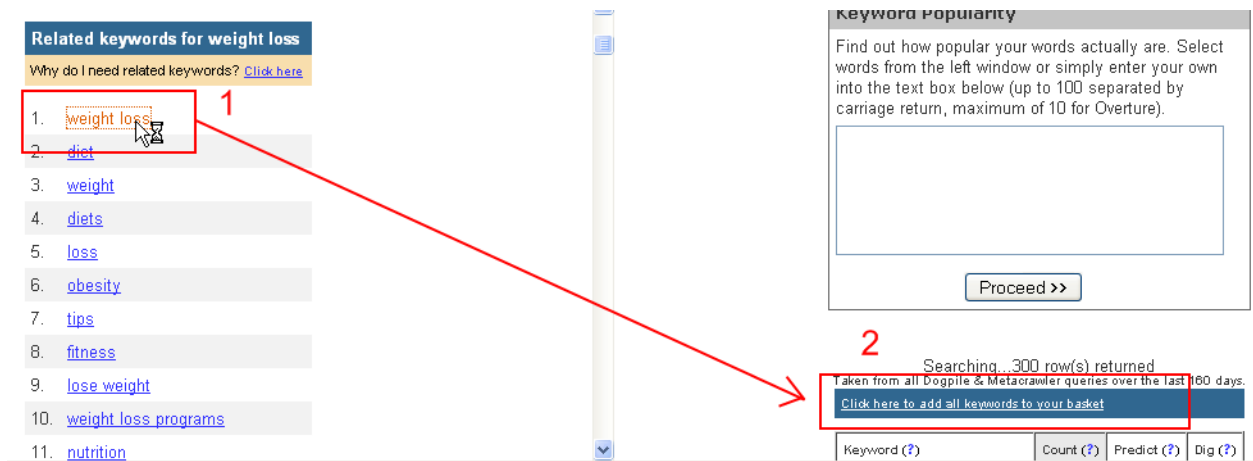 Related keywords for weight loss
Why do I need related keywords? Click here
1
1. weight loss
2. diet
3. weight
4. diets
5. loss
6. obesity
7. tips
8. fitness
9. lose weight
10. weight loss programs
11. nutrition
Keyword Popularity
Find out how popular your words actually are. Select
words from the left window or simply enter your own
into the text box below (up to 100 separated by
carriage return, maximum of 10 for Overture).
Proceed >>
2
Searching...300 row(s) returned
Taken from all Dogpile & Metacrawler queries over the last 160 days.
Click here to add all keywords to your basket
Keyword (?) Count (?) Predict (?) Dig (?)